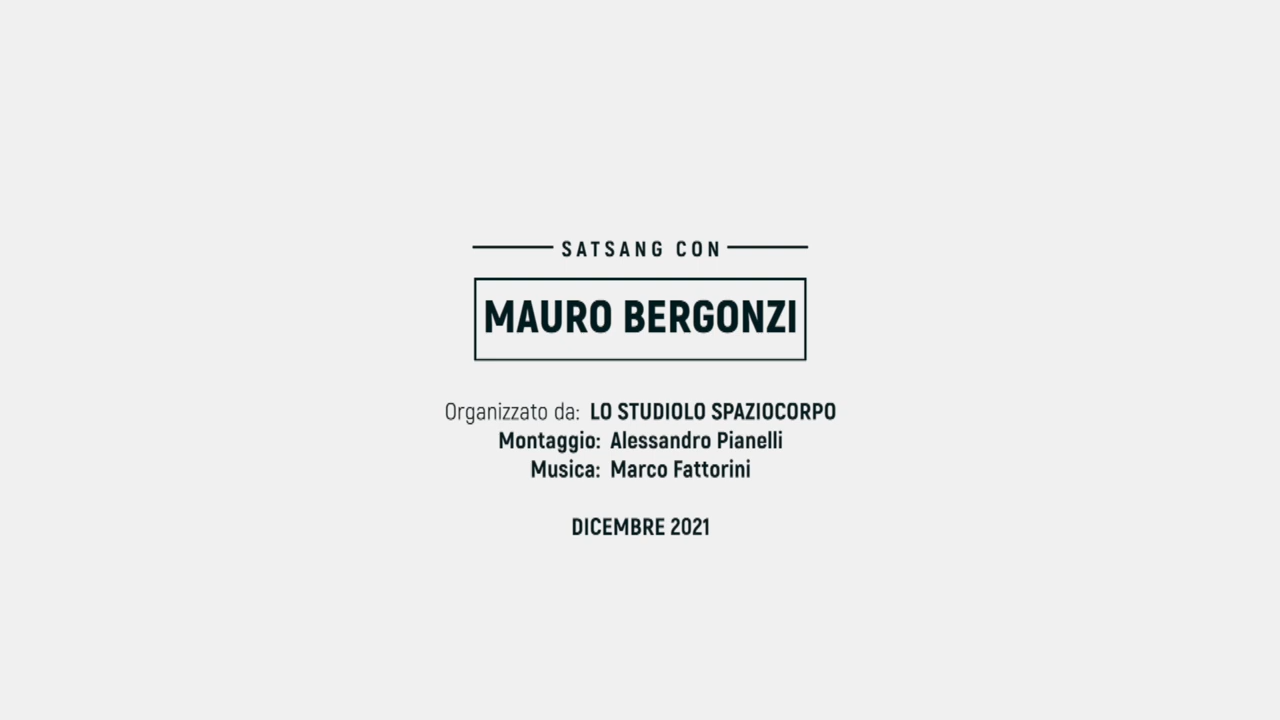 SATSANG CON
MAURO BERGONZI
Organizzato da: LO STUDIOLO SPAZIOCORPO
Montaggio: Alessandro Pianelli
Musica: Marco Fattorini
DICEMBRE 2021